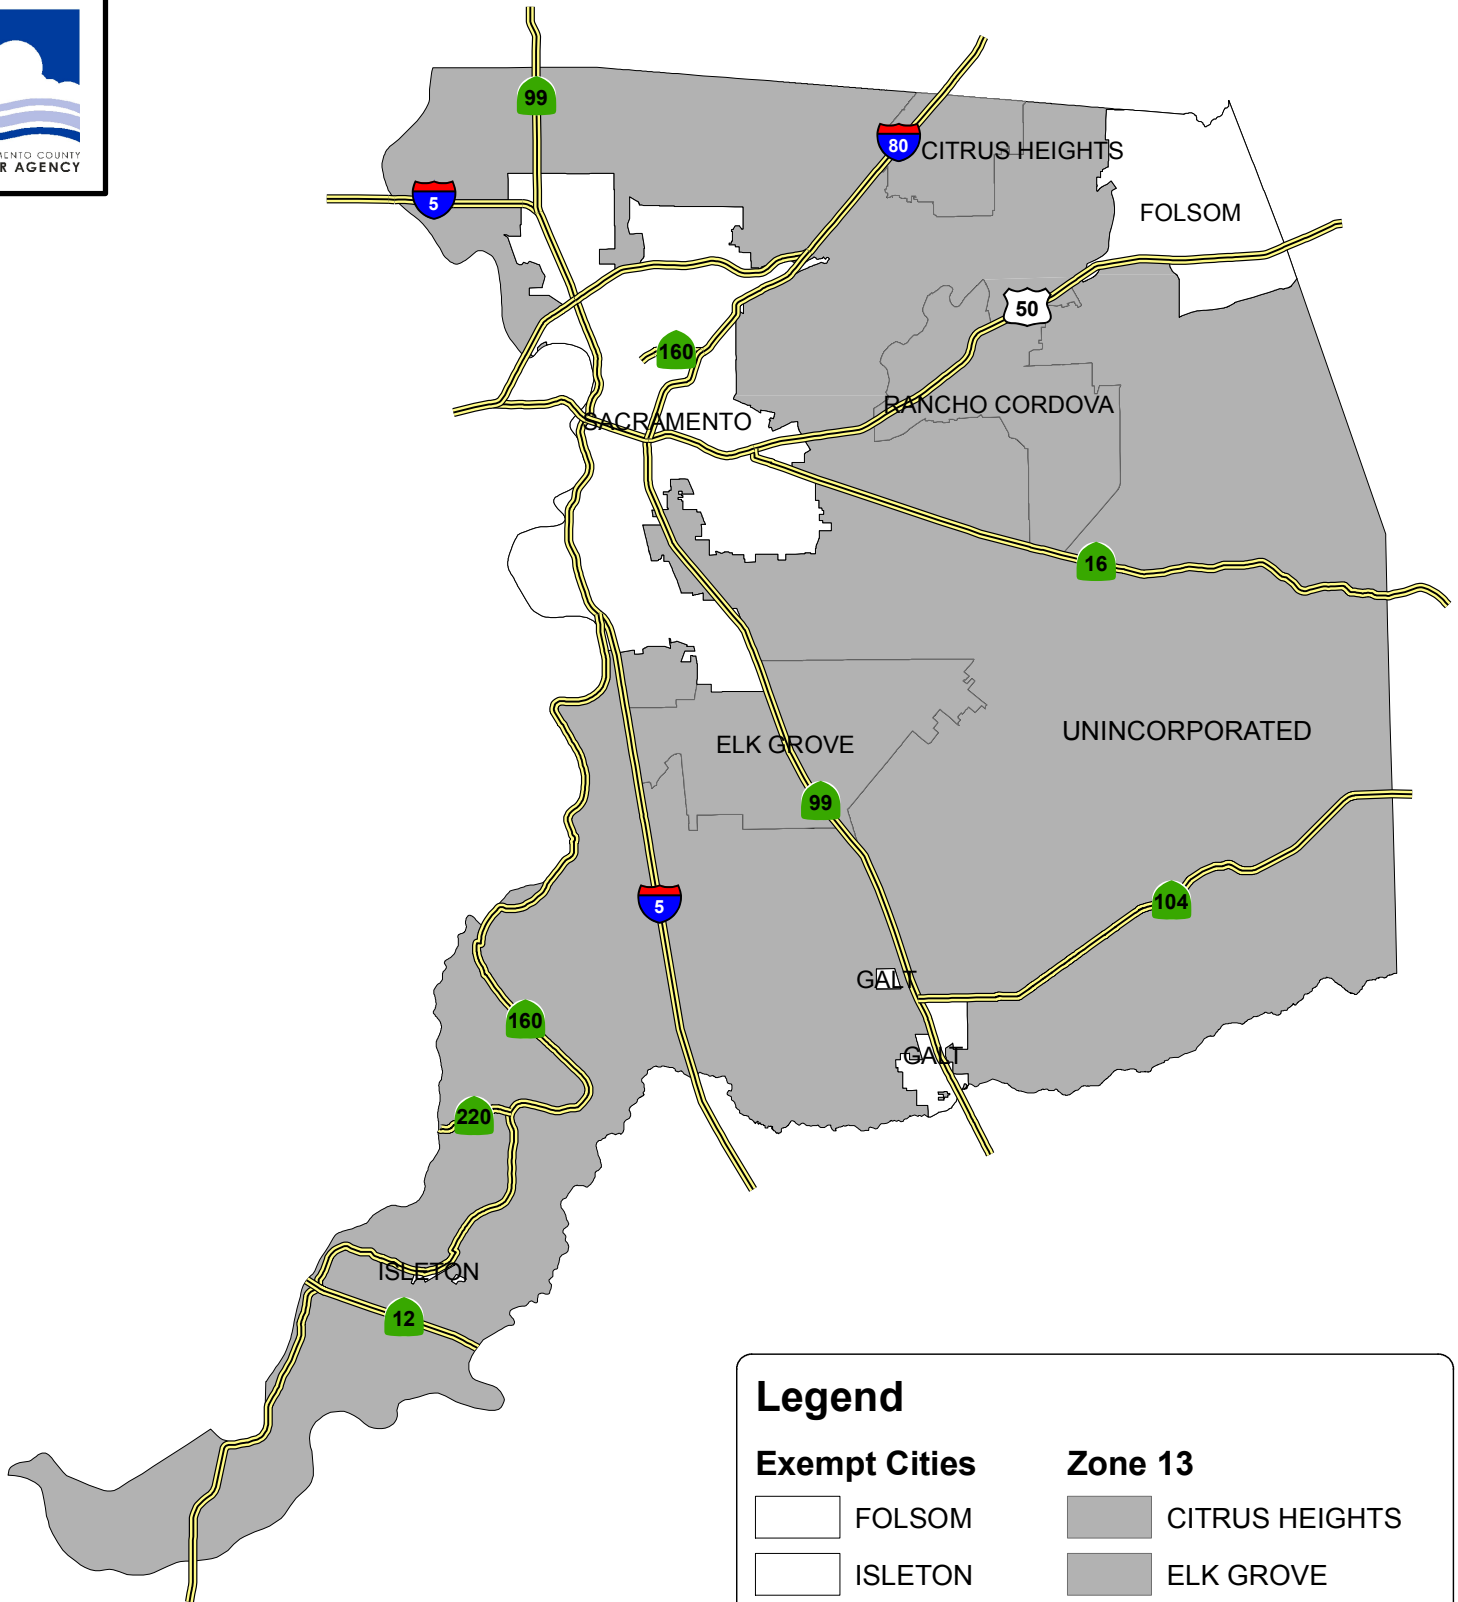 MENTO COUNTY
R AGENCY
99
80
CITRUS HEIGHTS
5
FOLSOM
50
160
RANCHO CORDOVA
SACRAMENTO
16
UNINCORPORATED
ELK GROVE
99
5
104
GALT
160
GALT
220
ISLETON
12
Legend
Exempt Cities
Zone 13
FOLSOM
CITRUS HEIGHTS
ISLETON
ELK GROVE